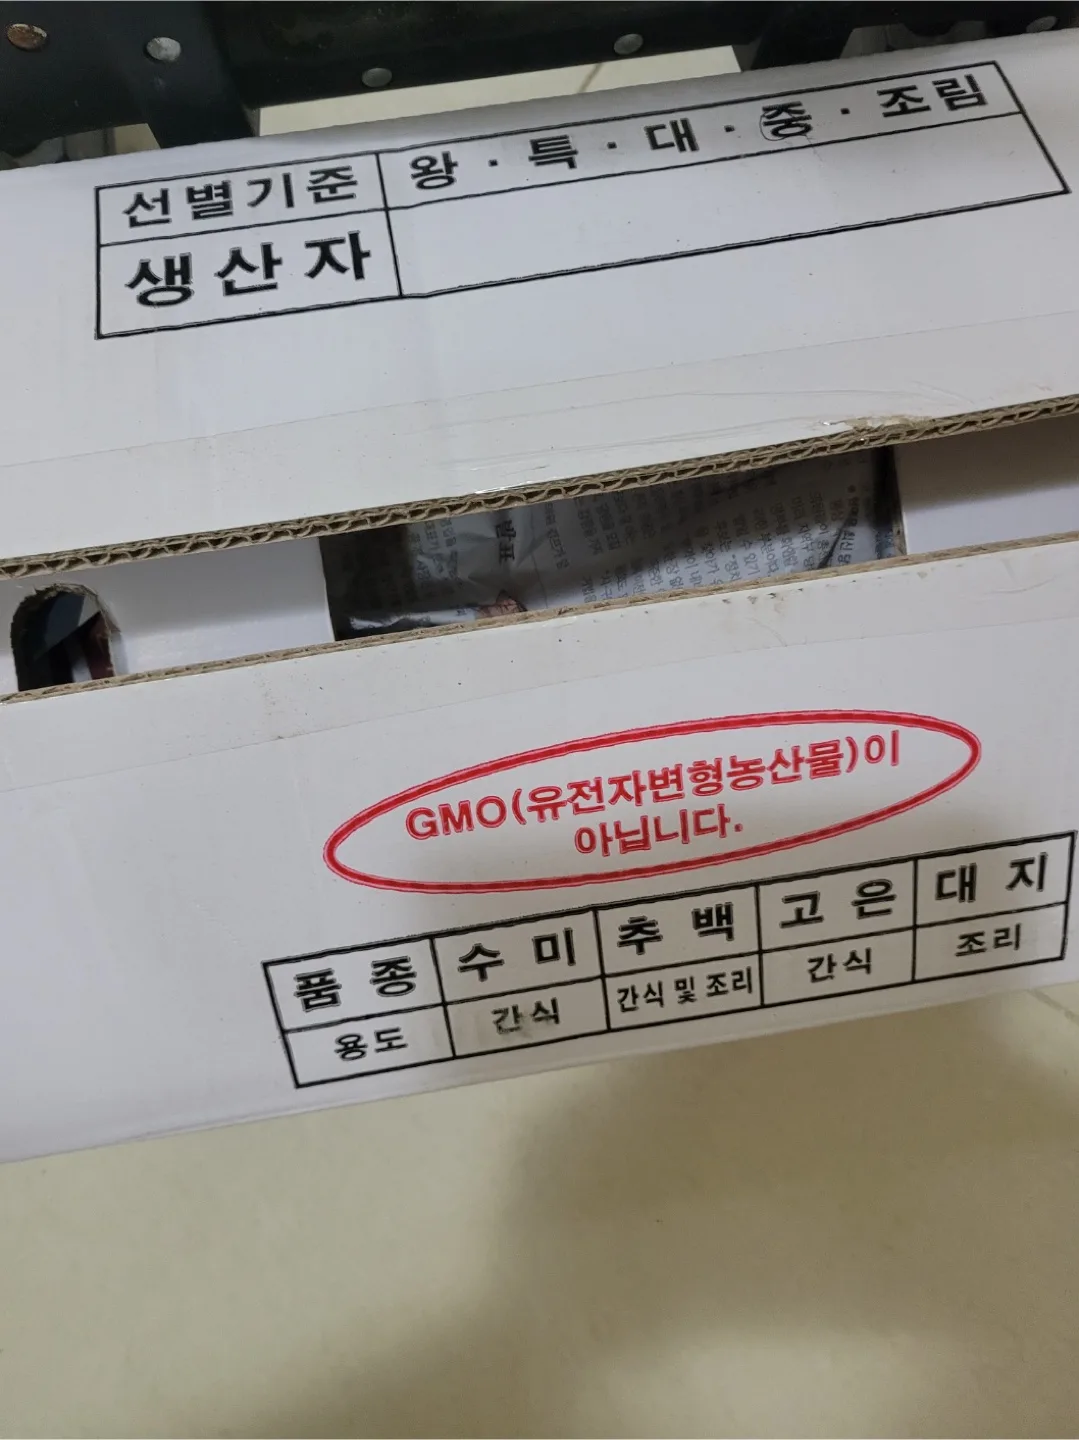 선별기준 왕 · 특 · 대 · 중 · 조림
생산자
발표
GMO(유전자변형농산물)이
아닙니다.
품종 수미 추백 고은 대지
용도 간식 간식 및 조리 간식 조리